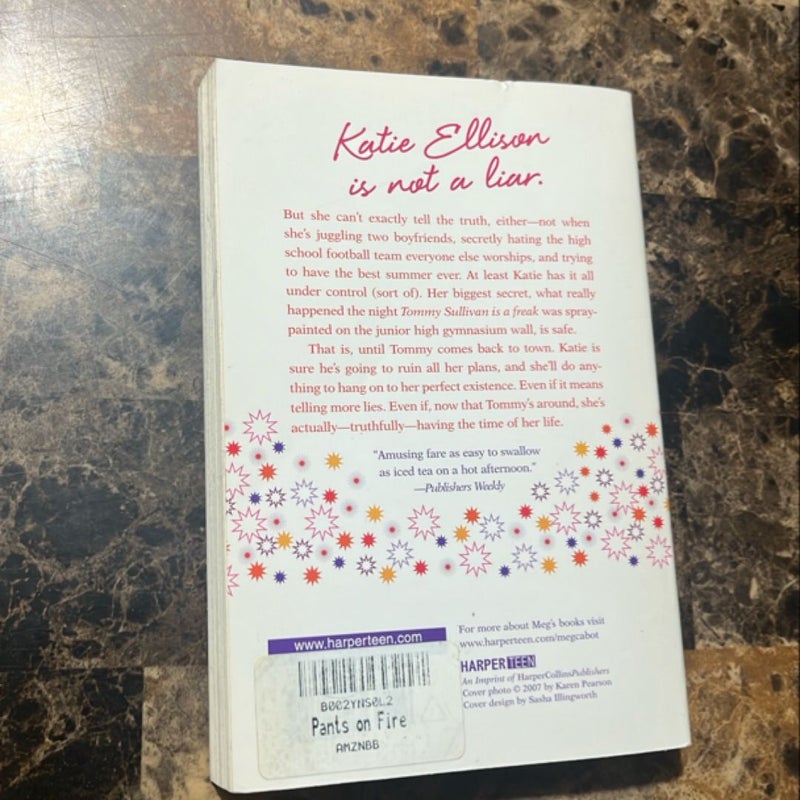 Katie Ellison
is not a liar.
But she can't exactly tell the truth, either—not when
she's juggling two boyfriends, secretly hating the high
school football team everyone else worships, and trying
to have the best summer ever. At least Katie has it all
under control (sort of). Her biggest secret, what really
happened the night Tommy Sullivan is a freak was spray-
painted on the junior high gymnasium wall, is safe.
That is, until Tommy comes back to town. Katie is
sure he's going to ruin all her plans, and she'll do any-
thing to hang on to her perfect existence. Even if it means
telling more lies. Even if, now that Tommy's around, she's
actually—truthfully—having the time of her life.
"Amusing fare as easy to swallow
as iced tea on a hot afternoon."
—Publishers Weekly
www.harperteen.com
B002YNS0L2
Pants on Fire
AMZNBB
For more about Meg's books visit
www.harperteen.com/megcabot
HARPERTEEN
An Imprint of HarperCollinsPublishers
Cover photo © 2007 by Karen Pearson
Cover design by Sasha Illingworth